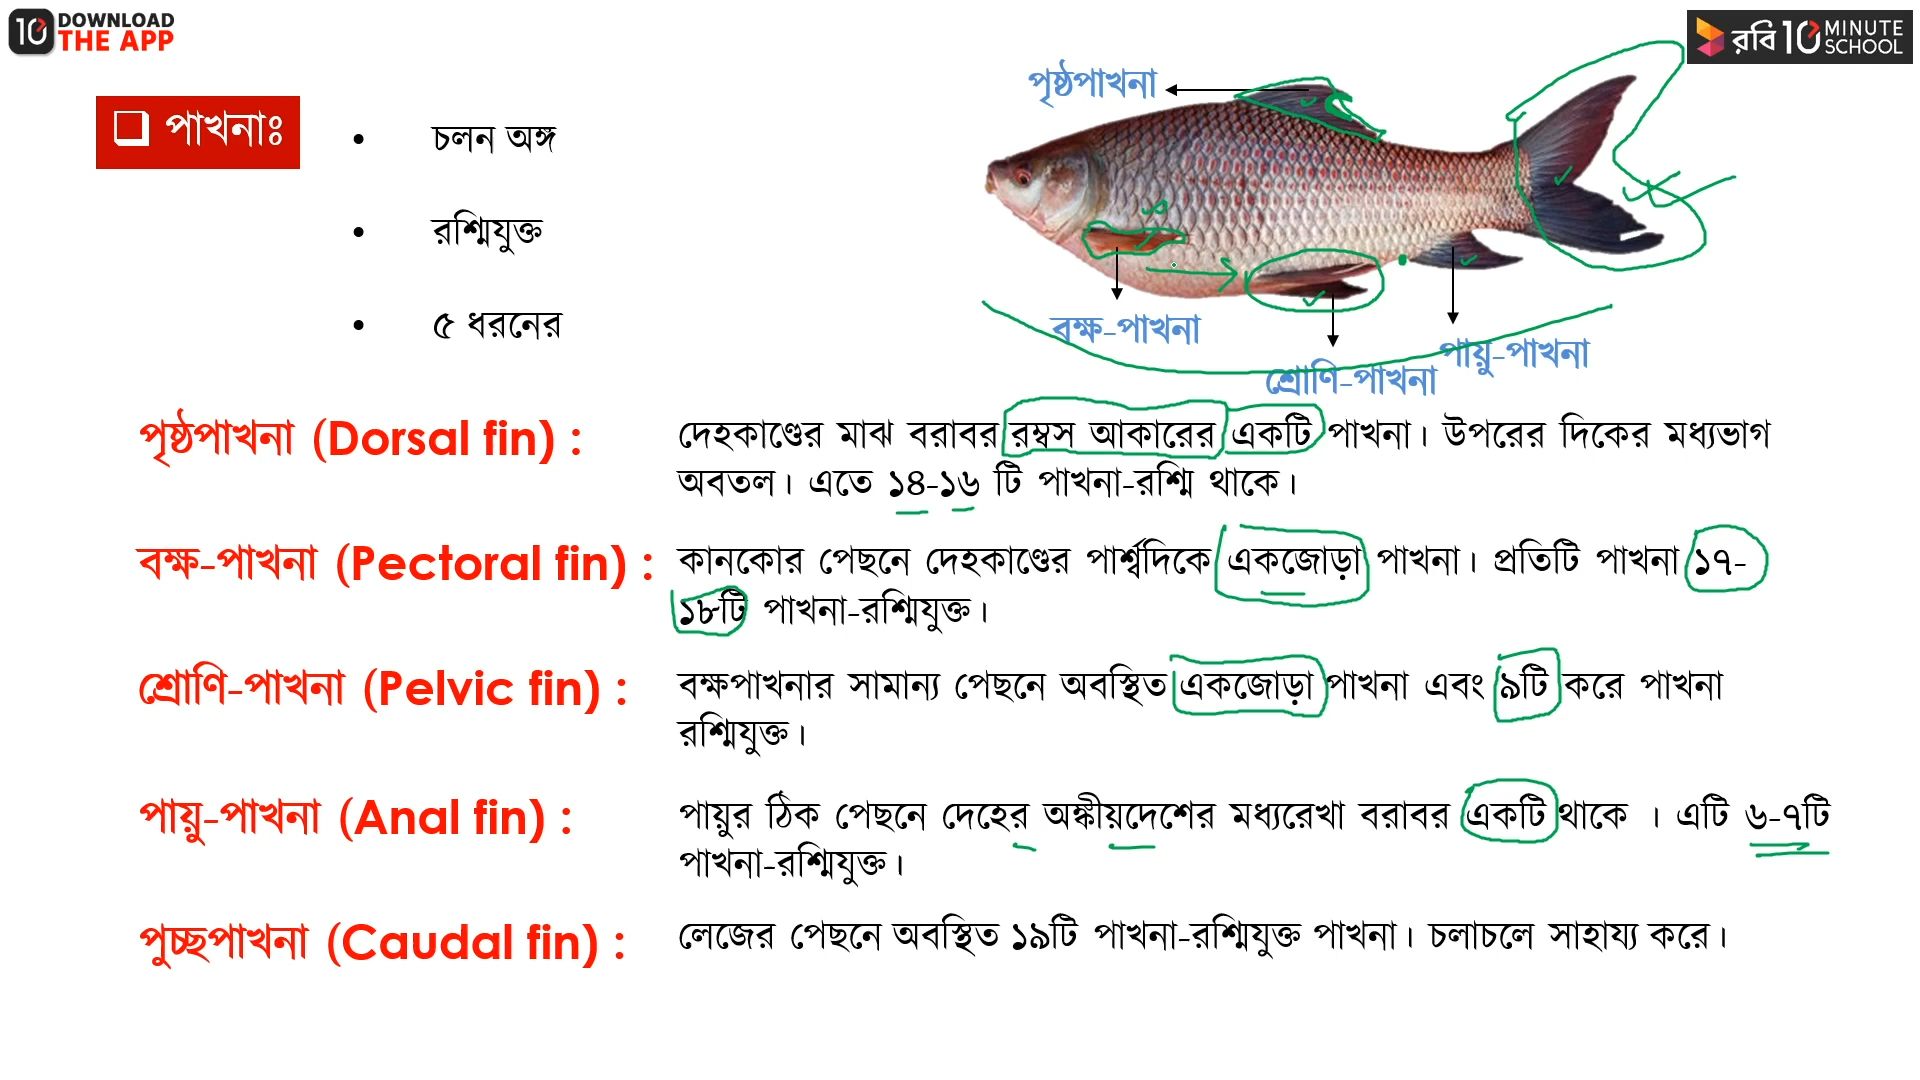 10 DOWNLOAD
THE APP
রবি 10 MINUTE
SCHOOL
পৃষ্ঠপাখনা
পাখনাঃ
• চলন অঙ্গ
• রশ্মিযুক্ত
• ৫ ধরনের
বক্ষ-পাখনা
পায়ু-পাখনা
শ্রোণি-পাখনা
পৃষ্ঠপাখনা (Dorsal fin) : দেহকাণ্ডের মাঝ বরাবর রম্বস আকারের একটি পাখনা। উপরের দিকের মধ্যভাগ
অবতল। এতে ১৪-১৬ টি পাখনা-রশ্মি থাকে।
বক্ষ-পাখনা (Pectoral fin) : কানকোর পেছনে দেহকাণ্ডের পার্শ্বদিকে একজোড়া পাখনা। প্রতিটি পাখনা ১৭-
১৮টি পাখনা-রশ্মিযুক্ত।
শ্রোণি-পাখনা (Pelvic fin) : বক্ষপাখনার সামান্য পেছনে অবস্থিত একজোড়া পাখনা এবং ৯টি করে পাখনা
রশ্মিযুক্ত।
পায়ু-পাখনা (Anal fin) : পায়ুর ঠিক পেছনে দেহের অঙ্কীয়দেশের মধ্যরেখা বরাবর একটি থাকে । এটি ৬-৭টি
পাখনা-রশ্মিযুক্ত।
পুচ্ছপাখনা (Caudal fin) : লেজের পেছনে অবস্থিত ১৯টি পাখনা-রশ্মিযুক্ত পাখনা। চলাচলে সাহায্য করে।